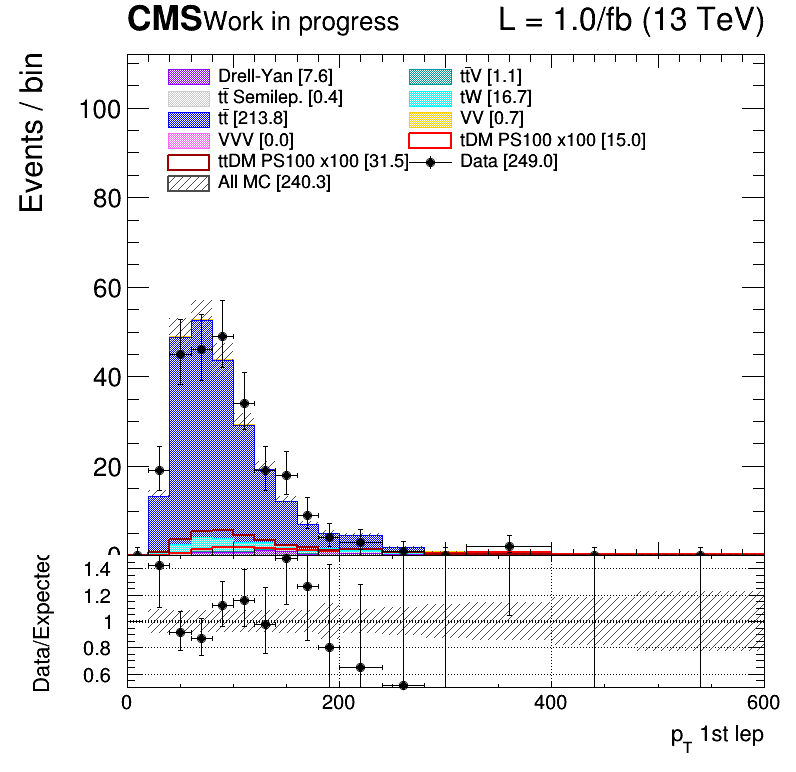 CMS Work in progress L = 1.0/fb (13 TeV)
Drell-Yan [7.6] tt̄V [1.1]
tt̄ Semilep. [0.4] tW [16.7]
tt̄ [213.8] VV [0.7]
VVV [0.0] tDM PS100 x100 [15.0]
ttDM PS100 x100 [31.5] Data [249.0]
All MC [240.3]
Events / bin
100
80
60
40
20
0
Data/Expected
1.4
1.2
1
0.8
0.6
0 200 400 600
p_T 1st lep